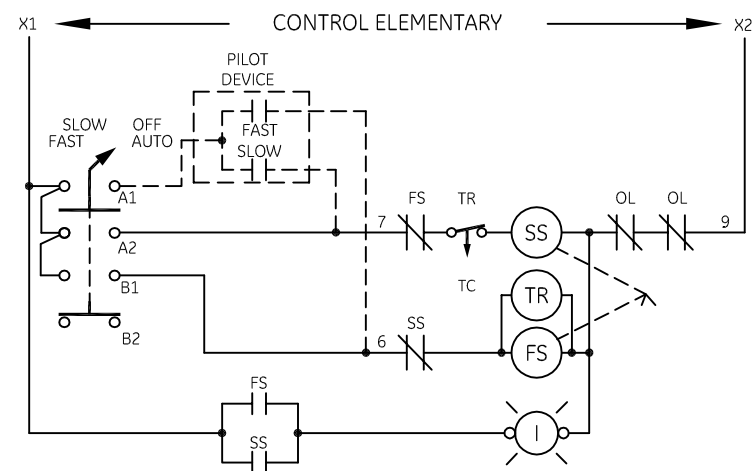 CONTROL ELEMENTARY
X1
X2
PILOT
DEVICE
SLOW OFF
FAST AUTO
FAST
SLOW
A1
A2
B1
B2
7
FS
TR
TC
SS
OL
OL
9
TR
6
SS
FS
FS
SS
I